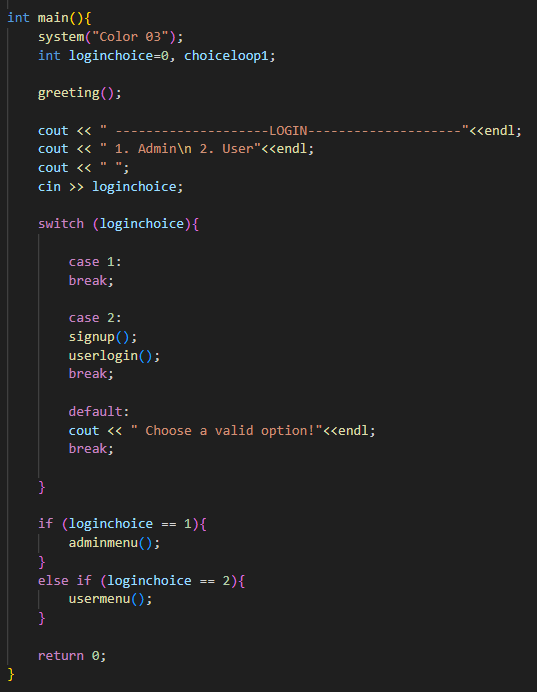 int main(){
system("Color 03");
int loginchoice=0, choiceloop1;
greeting();
cout << " --------------------LOGIN--------------------"<<endl;
cout << " 1. Admin\n 2. User"<<endl;
cout << " ";
cin >> loginchoice;
switch (loginchoice){
case 1:
break;
case 2:
signup();
userlogin();
break;
default:
cout << " Choose a valid option!"<<endl;
break;
}
if (loginchoice == 1){
adminmenu();
}
else if (loginchoice == 2){
usermenu();
}
return 0;
}